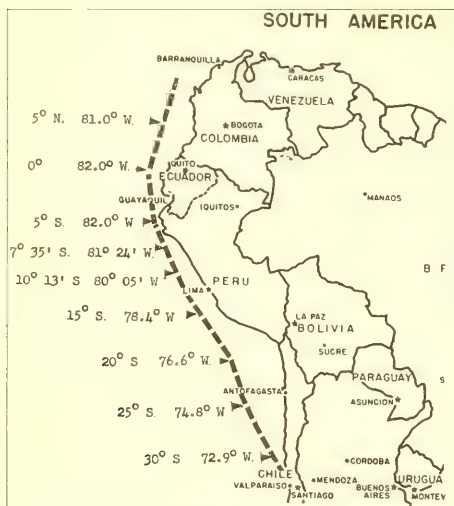 SOUTH AMERICA
BARRANQUILLA
CARACAS
VENEZUELA
5° N. 81.0° W.
BOGOTA
COLOMBIA
0° 82.0° W.
QUITO
ECUADOR
GUAYAQUIL
IQUITOS
MANAOS
5° S. 82.0° W
7° 35' S. 81° 24' W.
10° 13' S 80° 05' W
B F
LIMA
PERU
15° S. 78.4° W
LA PAZ
BOLIVIA
SUCRE
20° S 76.6° W.
PARAGUAY
S
ANTOFAGASTA
ASUNCION
25° S. 74.8° W
30° S 72.9° W.
CHILE
CORDOBA
VALPARAISO
MENDOZA
URUGUA
SANTIAGO
BUENOS
AIRES
MONTEV